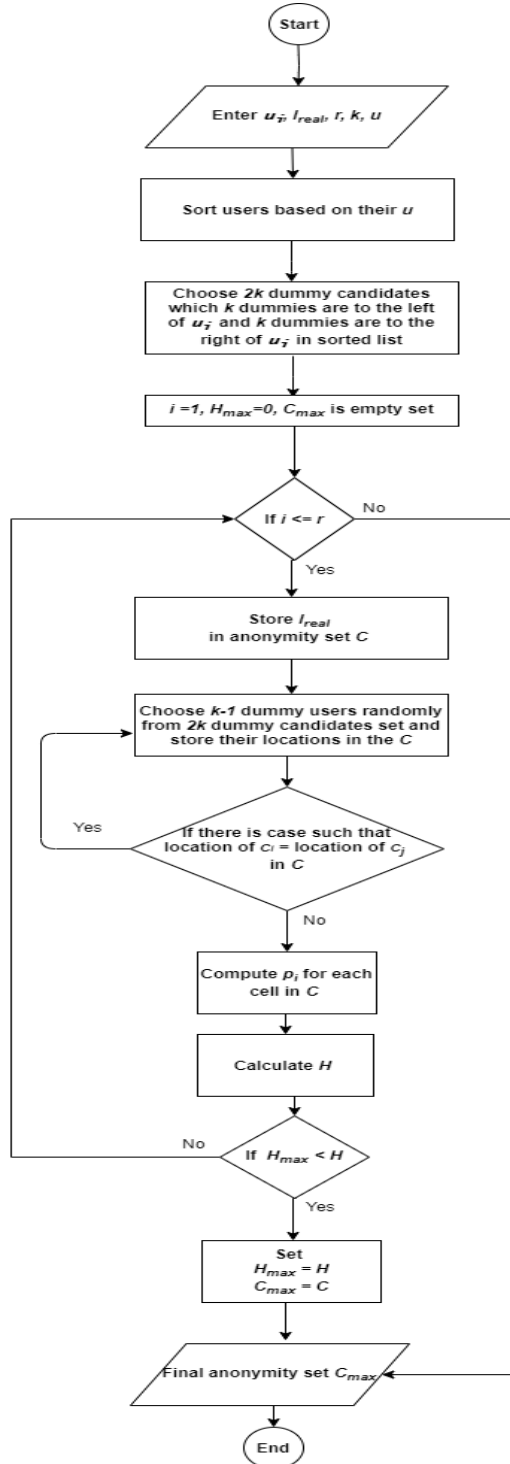 Start
Enter u_i, l_real, r, k, u
Sort users based on their u
Choose 2k dummy candidates
which k dummies are to the left
of u_i and k dummies are to the
right of u_i in sorted list
i =1, H_max=0, C_max is empty set
If i <= r
No
Yes
Store l_real
in anonymity set C
Choose k-1 dummy users randomly
from 2k dummy candidates set and
store their locations in the C
Yes
If there is case such that
location of c_i = location of c_j
in C
No
Compute p_i for each
cell in C
Calculate H
No
If H_max < H
Yes
Set
H_max = H
C_max = C
Final anonymity set C_max
End